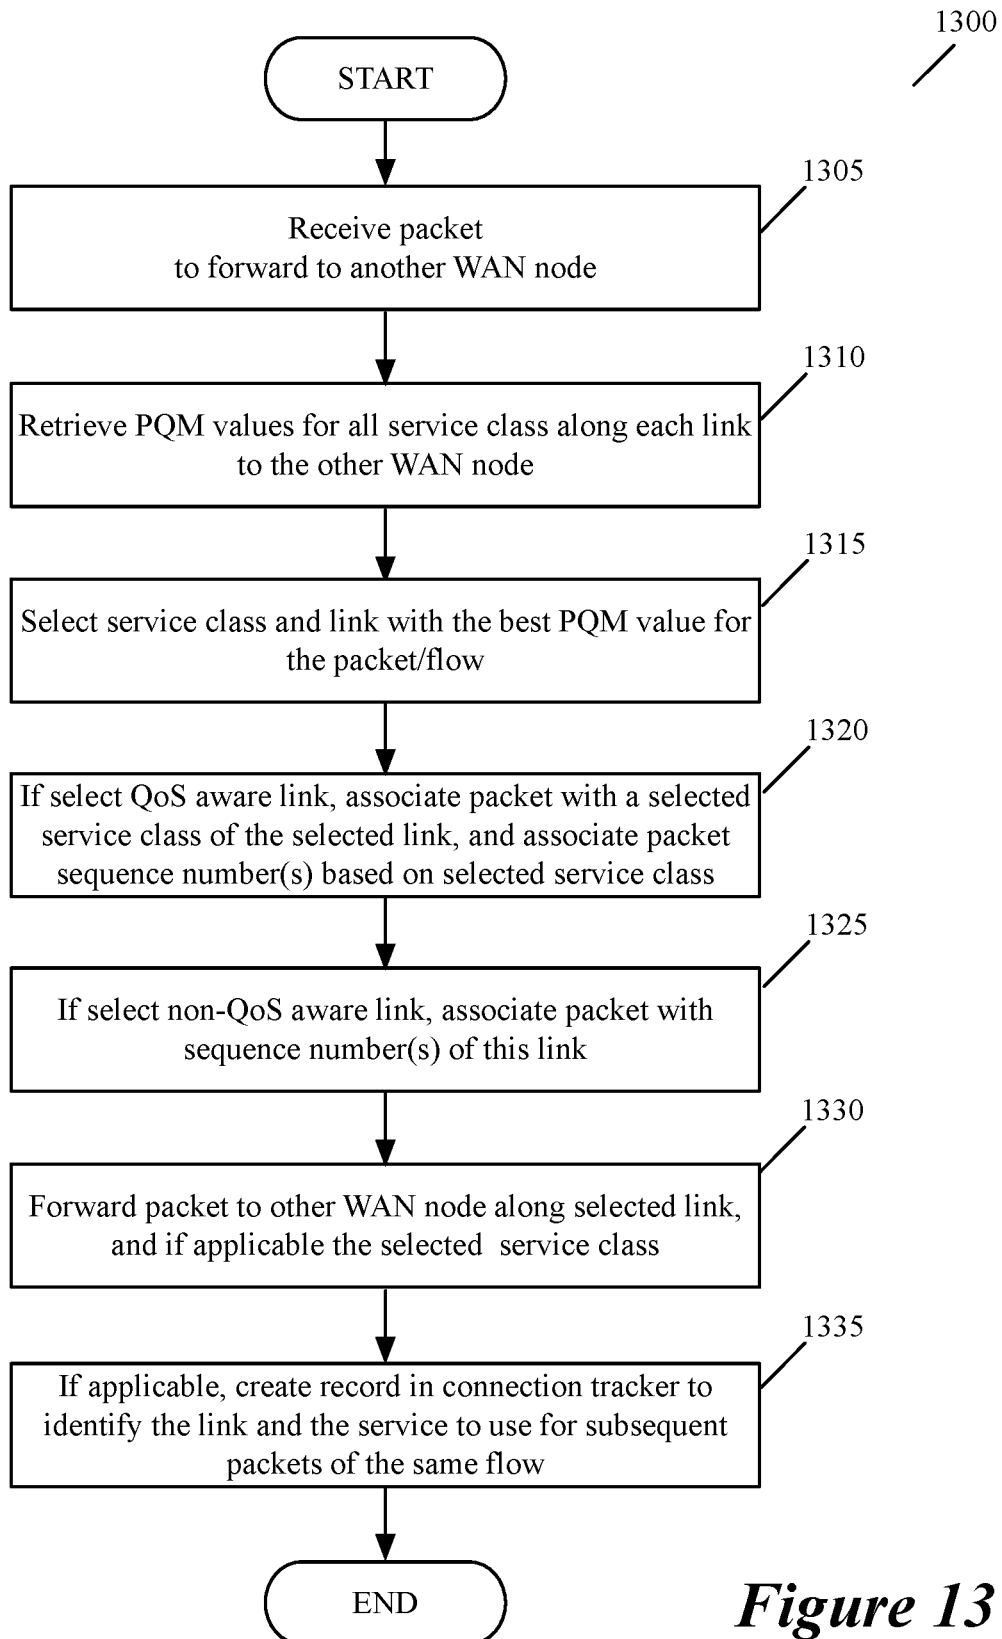 1300
START
1305
Receive packet
to forward to another WAN node
1310
Retrieve PQM values for all service class along each link
to the other WAN node
1315
Select service class and link with the best PQM value for
the packet/flow
1320
If select QoS aware link, associate packet with a selected
service class of the selected link, and associate packet
sequence number(s) based on selected service class
1325
If select non-QoS aware link, associate packet with
sequence number(s) of this link
1330
Forward packet to other WAN node along selected link,
and if applicable the selected service class
1335
If applicable, create record in connection tracker to
identify the link and the service to use for subsequent
packets of the same flow
END
Figure 13